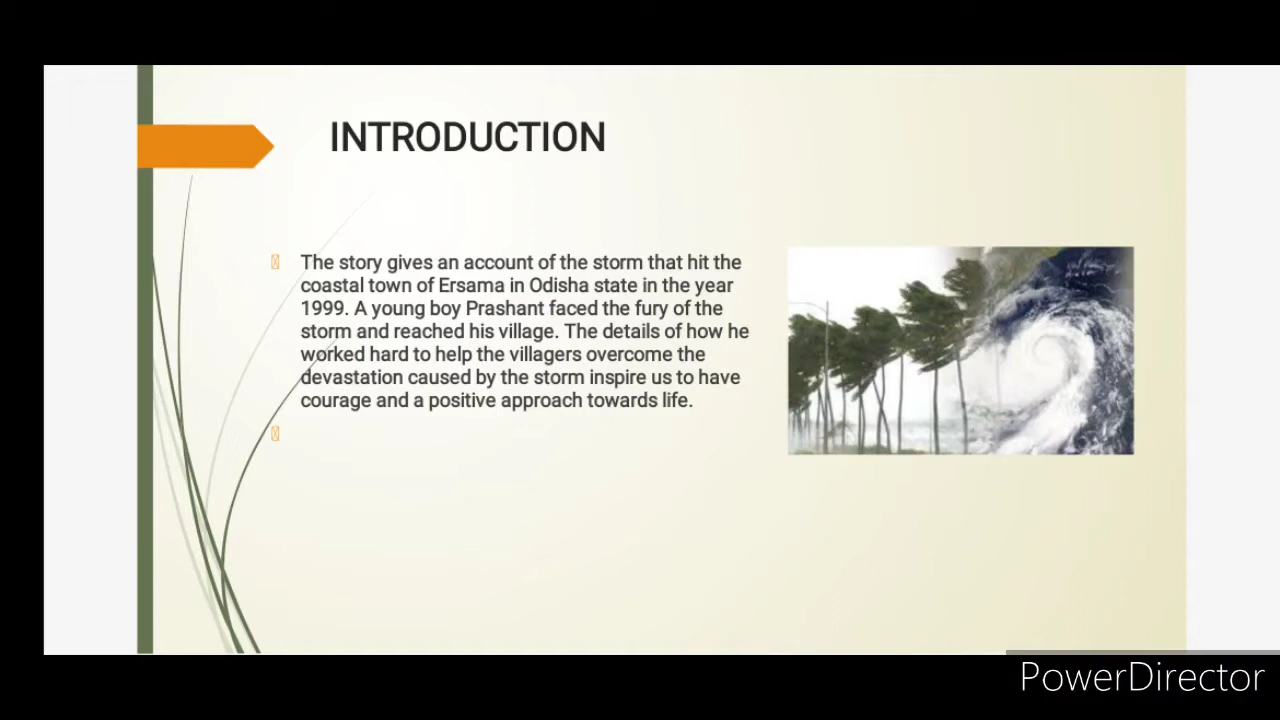 INTRODUCTION
The story gives an account of the storm that hit the
coastal town of Ersama in Odisha state in the year
1999. A young boy Prashant faced the fury of the
storm and reached his village. The details of how he
worked hard to help the villagers overcome the
devastation caused by the storm inspire us to have
courage and a positive approach towards life.
PowerDirector